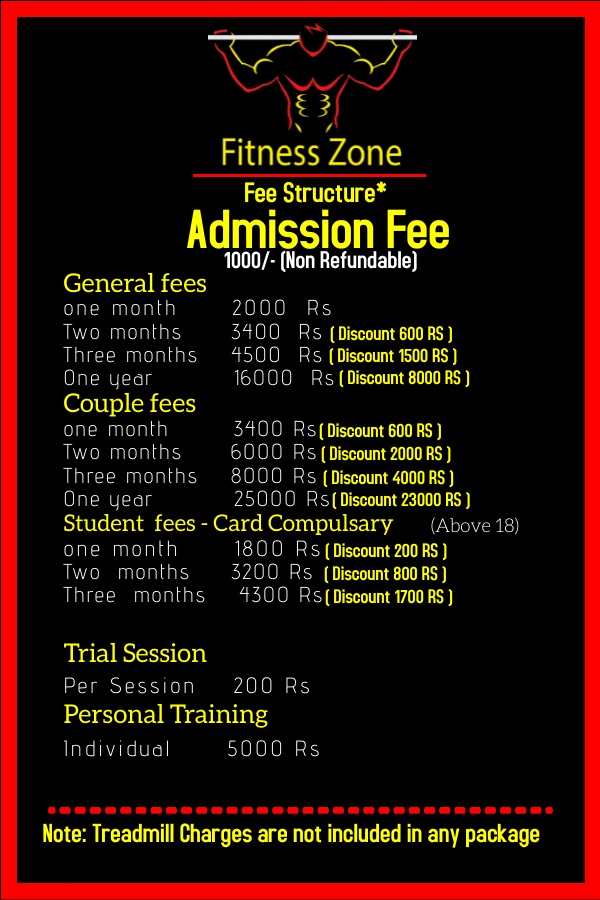 Fitness Zone
Fee Structure*
Admission Fee
1000/- (Non Refundable)
General fees
one month 2000 Rs
Two months 3400 Rs ( Discount 600 RS )
Three months 4500 Rs ( Discount 1500 RS )
One year 16000 Rs ( Discount 8000 RS )
Couple fees
one month 3400 Rs ( Discount 600 RS )
Two months 6000 Rs ( Discount 2000 RS )
Three months 8000 Rs ( Discount 4000 RS )
One year 25000 Rs ( Discount 23000 RS )
Student fees - Card Compulsary (Above 18)
one month 1800 Rs ( Discount 200 RS )
Two months 3200 Rs ( Discount 800 RS )
Three months 4300 Rs ( Discount 1700 RS )
Trial Session
Per Session 200 Rs
Personal Training
Individual 5000 Rs
Note: Treadmill Charges are not included in any package